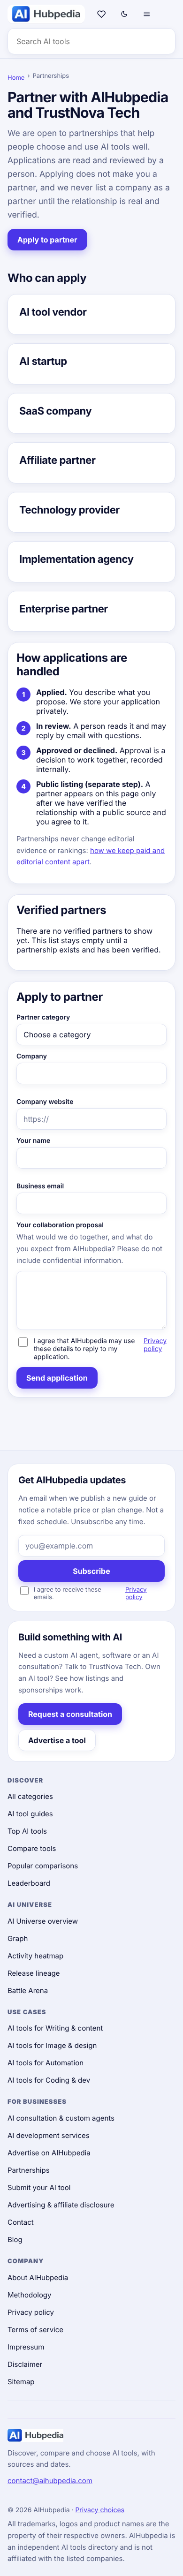 AI Hubpedia
Search AI tools
Home › Partnerships
Partner with AIHubpedia
and TrustNova Tech
We are open to partnerships that help
people choose and use AI tools well.
Applications are read and reviewed by a
person. Applying does not make you a
partner, and we never list a company as a
partner until the relationship is real and
verified.
Apply to partner
Who can apply
AI tool vendor
AI startup
SaaS company
Affiliate partner
Technology provider
Implementation agency
Enterprise partner
How applications are
handled
1 Applied. You describe what you
propose. We store your application
privately.
2 In review. A person reads it and may
reply by email with questions.
3 Approved or declined. Approval is a
decision to work together, recorded
internally.
4 Public listing (separate step). A
partner appears on this page only
after we have verified the
relationship with a public source and
you agree to it.
Partnerships never change editorial
evidence or rankings: how we keep paid and
editorial content apart.
Verified partners
There are no verified partners to show
yet. This list stays empty until a
partnership exists and has been verified.
Apply to partner
Partner category
Choose a category
Company
Company website
https://
Your name
Business email
Your collaboration proposal
What would we do together, and what do
you expect from AIHubpedia? Please do not
include confidential information.
I agree that AIHubpedia may use
these details to reply to my
application.
Privacy
policy
Send application
Get AIHubpedia updates
An email when we publish a new guide or
notice a notable price or plan change. Not a
fixed schedule. Unsubscribe any time.
you@example.com
Subscribe
I agree to receive these
emails.
Privacy
policy
Build something with AI
Need a custom AI agent, software or an AI
consultation? Talk to TrustNova Tech. Own
an AI tool? See how listings and
sponsorships work.
Request a consultation
Advertise a tool
DISCOVER
All categories
AI tool guides
Top AI tools
Compare tools
Popular comparisons
Leaderboard
AI UNIVERSE
AI Universe overview
Graph
Activity heatmap
Release lineage
Battle Arena
USE CASES
AI tools for Writing & content
AI tools for Image & design
AI tools for Automation
AI tools for Coding & dev
FOR BUSINESSES
AI consultation & custom agents
AI development services
Advertise on AIHubpedia
Partnerships
Submit your AI tool
Advertising & affiliate disclosure
Contact
Blog
COMPANY
About AIHubpedia
Methodology
Privacy policy
Terms of service
Impressum
Disclaimer
Sitemap
AI Hubpedia
Discover, compare and choose AI tools, with
sources and dates.
contact@aihubpedia.com
© 2026 AIHubpedia · Privacy choices
All trademarks, logos and product names are the
property of their respective owners. AIHubpedia is
an independent AI tools directory and is not
affiliated with the listed companies.